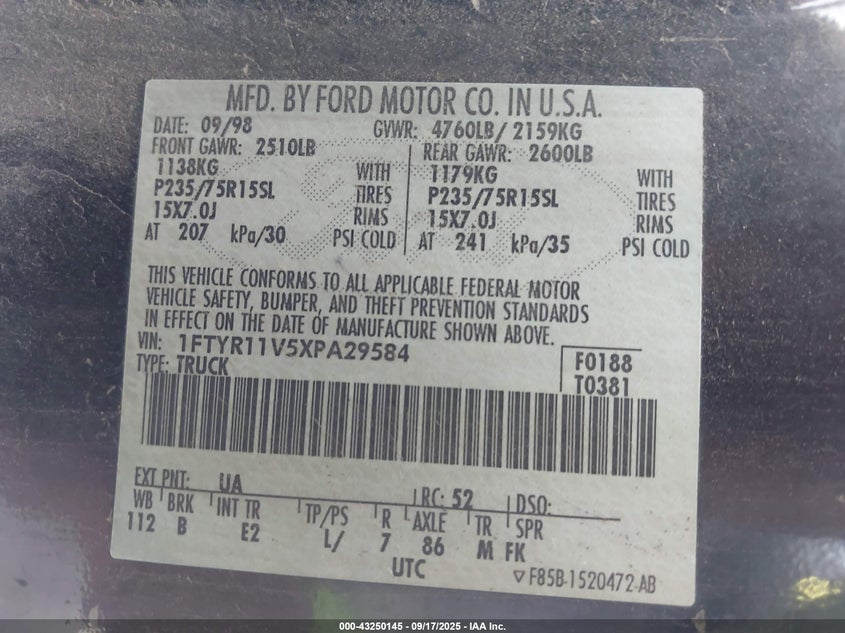 MFD. BY FORD MOTOR CO. IN U.S.A.
DATE: 09/98 GVWR: 4760LB/ 2159KG
FRONT GAWR: 2510LB REAR GAWR: 2600LB
1138KG WITH 1179KG WITH
P235/75R15SL TIRES P235/75R15SL TIRES
15X7.0J RIMS 15X7.0J RIMS
AT 207 kPa/30 PSI COLD AT 241 kPa/35 PSI COLD
THIS VEHICLE CONFORMS TO ALL APPLICABLE FEDERAL MOTOR
VEHICLE SAFETY, BUMPER, AND THEFT PREVENTION STANDARDS
IN EFFECT ON THE DATE OF MANUFACTURE SHOWN ABOVE.
VIN: 1FTYR11V5XPA29584 F0188
TYPE: TRUCK T0381
EXT PNT: UA RC: 52 DSO:
WB BRK INT TR TP/PS R AXLE TR SPR
112 B E2 L/ 7 86 M FK
UTC ▽F85B-1520472-AB
000-43250145 - 09/17/2025 - IAA Inc.